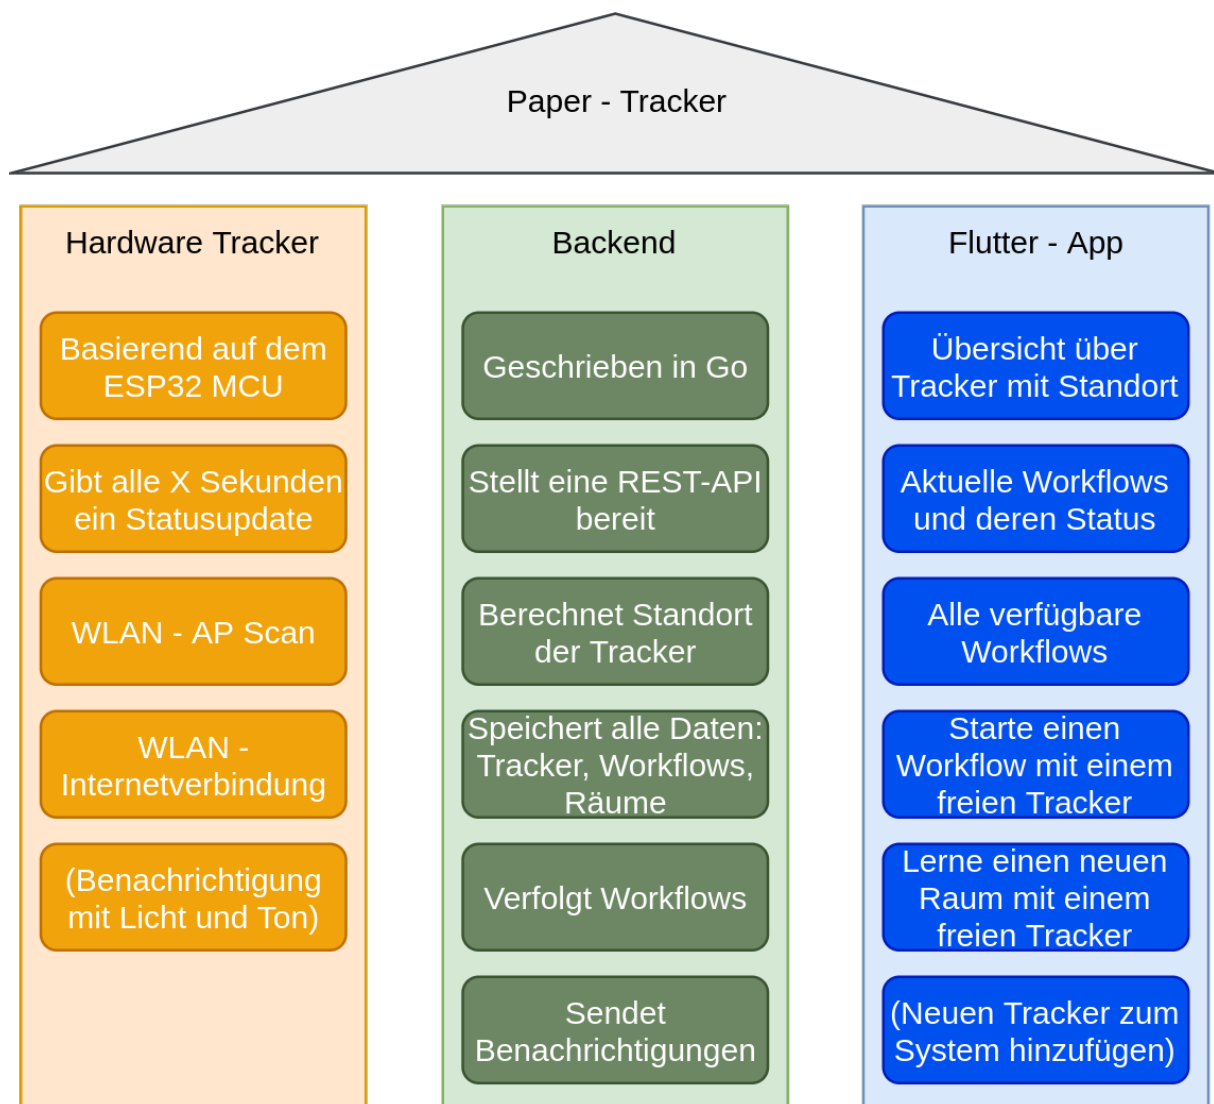 Paper - Tracker
Hardware Tracker
Basierend auf dem
ESP32 MCU
Gibt alle X Sekunden
ein Statusupdate
WLAN - AP Scan
WLAN -
Internetverbindung
(Benachrichtigung
mit Licht und Ton)
Backend
Geschrieben in Go
Stellt eine REST-API
bereit
Berechnet Standort
der Tracker
Speichert alle Daten:
Tracker, Workflows,
Räume
Verfolgt Workflows
Sendet
Benachrichtigungen
Flutter - App
Übersicht über
Tracker mit Standort
Aktuelle Workflows
und deren Status
Alle verfügbare
Workflows
Starte einen
Workflow mit einem
freien Tracker
Lerne einen neuen
Raum mit einem
freien Tracker
(Neuen Tracker zum
System hinzufügen)